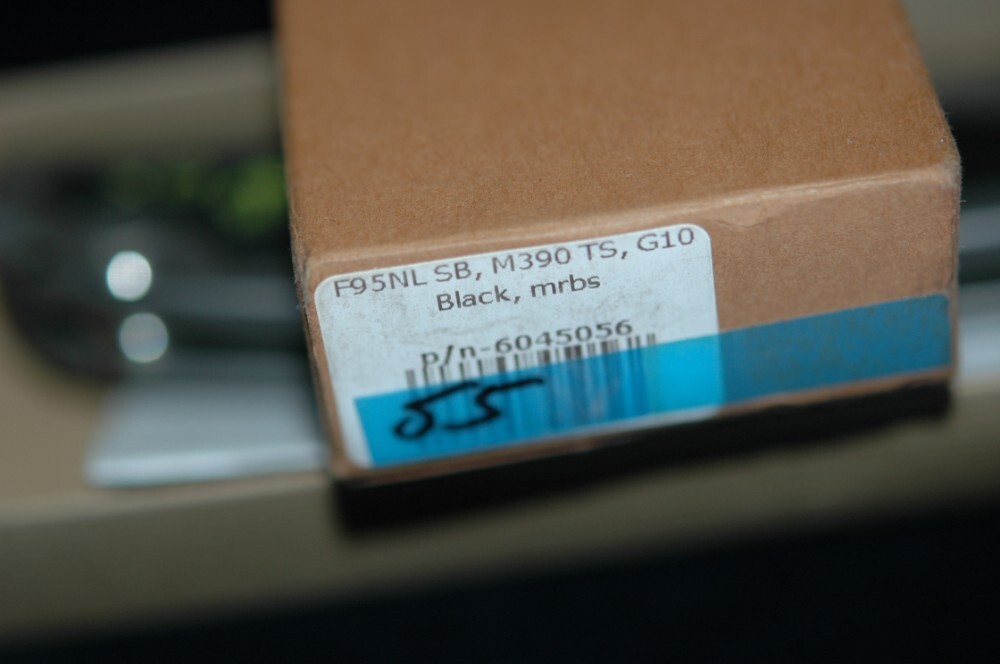 F95NL SB, M390 TS, G10
Black, mrbs
p/n-6045056
55